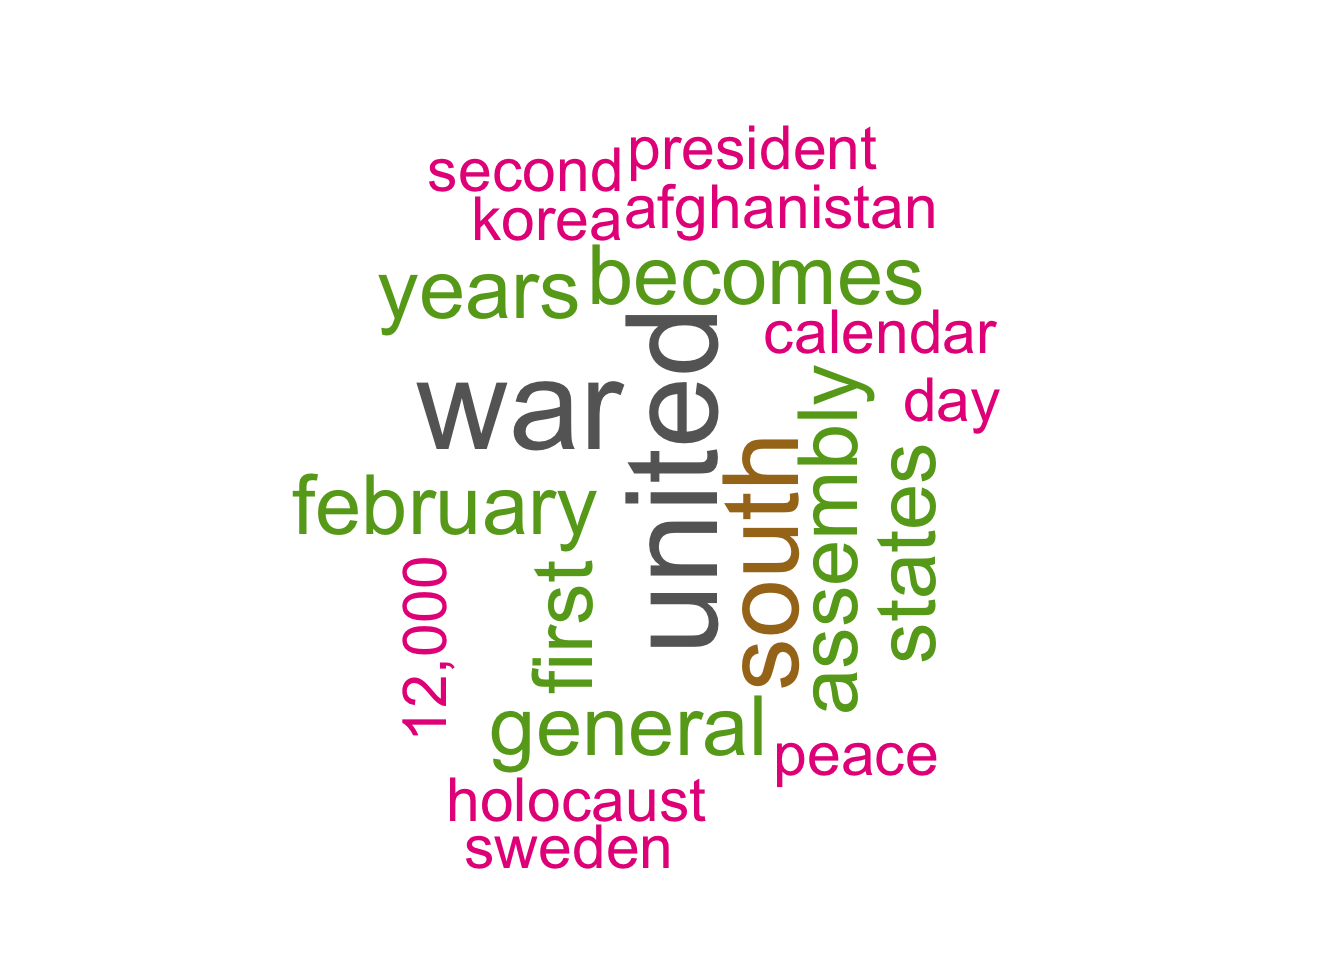 president
second
afghanistan
korea
becomes
years
calendar
war
united
day
february
south
assembly
states
first
12,000
general
peace
holocaust
sweden